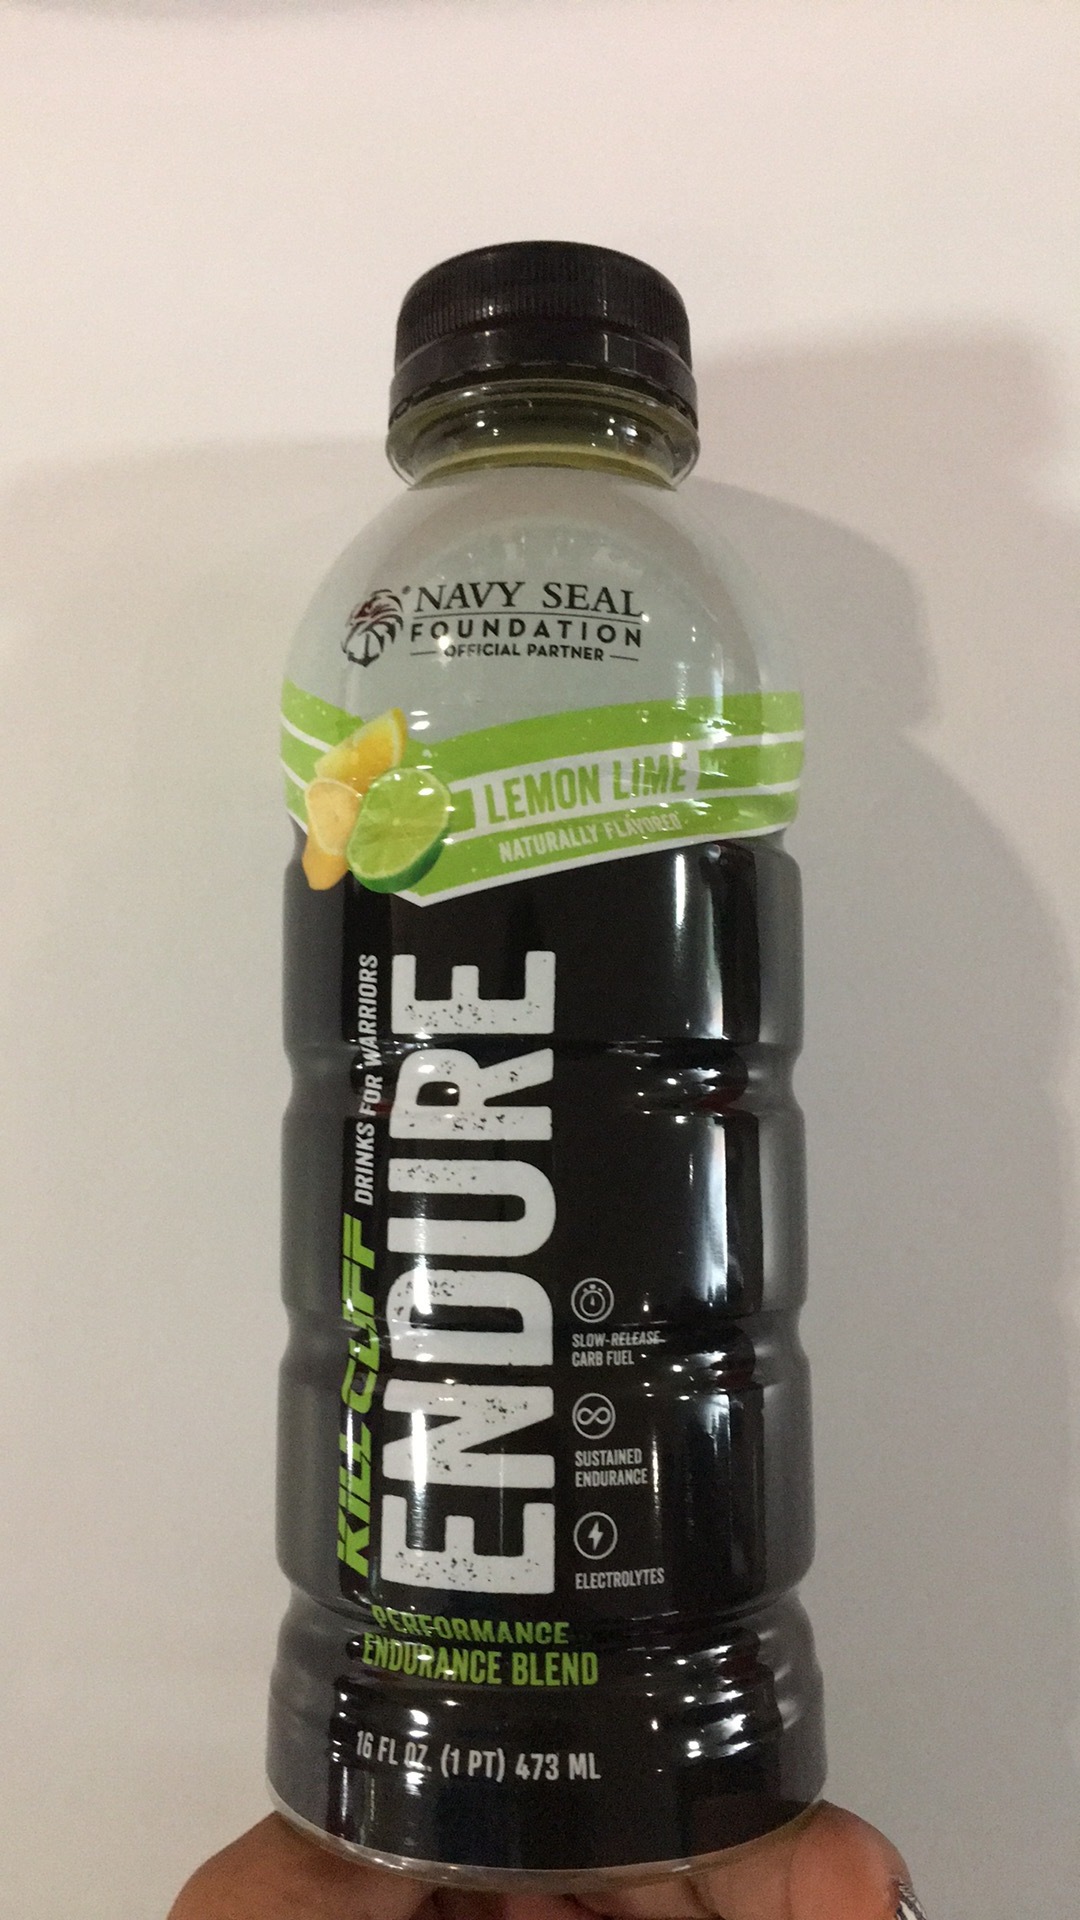 NAVY SEAL
FOUNDATION
OFFICIAL PARTNER
LEMON LIME
NATURALLY FLAVORED
KILL CLIFF DRINKS FOR WARRIORS
ENDURE
SLOW-RELEASE
CARB FUEL
SUSTAINED
ENDURANCE
ELECTROLYTES
PERFORMANCE
ENDURANCE BLEND
16 FL OZ. (1 PT) 473 ML